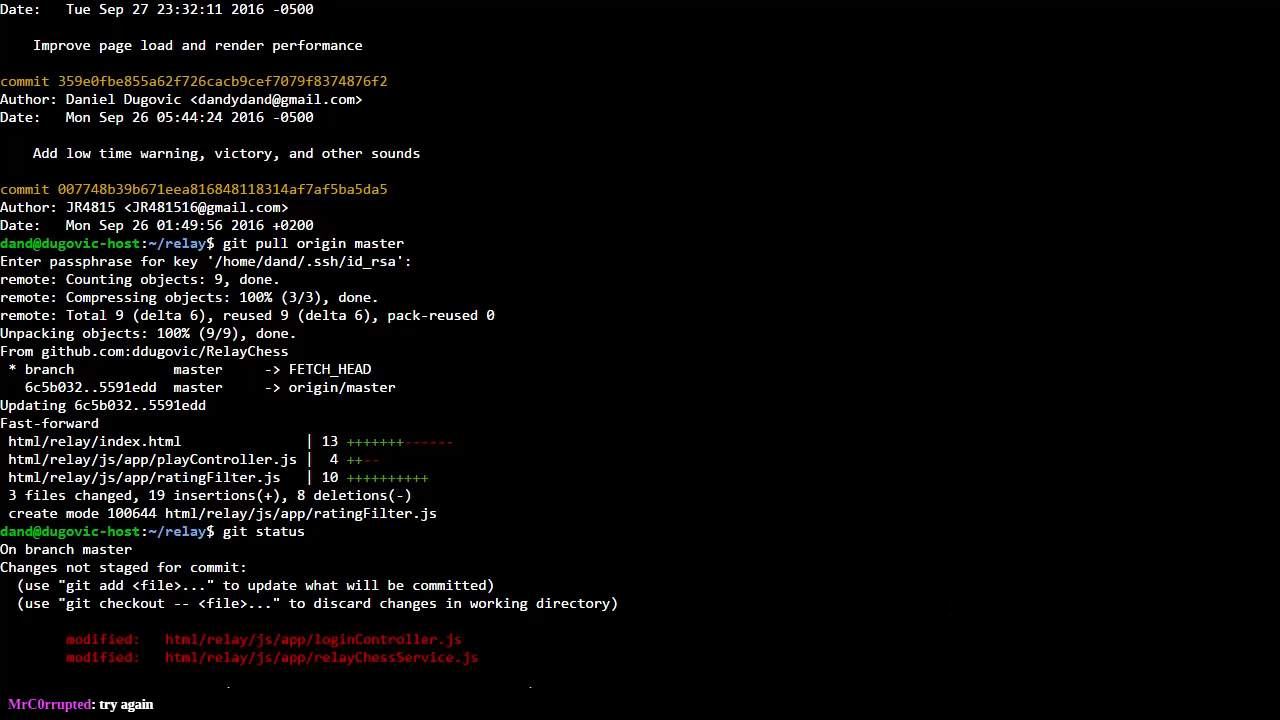 Date:   Tue Sep 27 23:32:11 2016 -0500
    Improve page load and render performance
commit 359e0fbe855a62f726cacb9cef7079f8374876f2
Author: Daniel Dugovic <dandydand@gmail.com>
Date:   Mon Sep 26 05:44:24 2016 -0500
    Add low time warning, victory, and other sounds
commit 007748b39b671eea816848118314af7af5ba5da5
Author: JR4815 <JR481516@gmail.com>
Date:   Mon Sep 26 01:49:56 2016 +0200
dand@dugovic-host:~/relay$ git pull origin master
Enter passphrase for key '/home/dand/.ssh/id_rsa':
remote: Counting objects: 9, done.
remote: Compressing objects: 100% (3/3), done.
remote: Total 9 (delta 6), reused 9 (delta 6), pack-reused 0
Unpacking objects: 100% (9/9), done.
From github.com:ddugovic/RelayChess
 * branch            master     -> FETCH_HEAD
   6c5b032..5591edd  master     -> origin/master
Updating 6c5b032..5591edd
Fast-forward
 html/relay/index.html               | 13 +++++++------
 html/relay/js/app/playController.js |  4 ++--
 html/relay/js/app/ratingFilter.js   | 10 ++++++++++
 3 files changed, 19 insertions(+), 8 deletions(-)
 create mode 100644 html/relay/js/app/ratingFilter.js
dand@dugovic-host:~/relay$ git status
On branch master
Changes not staged for commit:
  (use "git add <file>..." to update what will be committed)
  (use "git checkout -- <file>..." to discard changes in working directory)
        modified:   html/relay/js/app/loginController.js
        modified:   html/relay/js/app/relayChessService.js
MrC0rrupted: try again